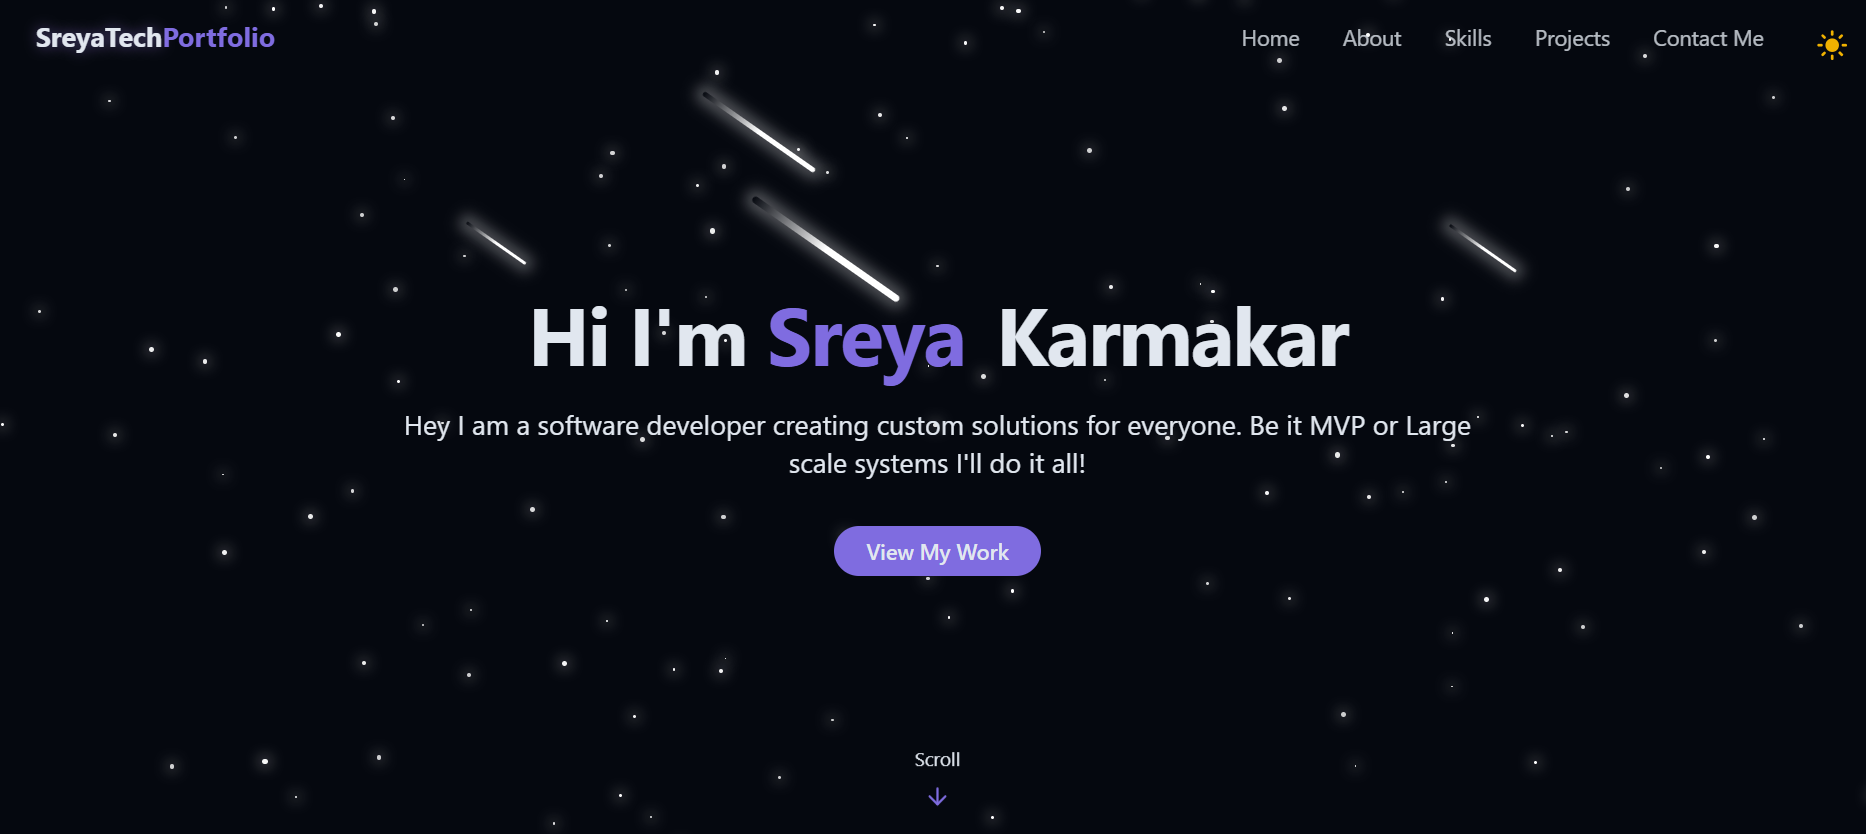 SreyaTechPortfolio
Home About Skills Projects Contact Me
Hi I'm Sreya Karmakar
Hey I am a software developer creating custom solutions for everyone. Be it MVP or Large
scale systems I'll do it all!
View My Work
Scroll